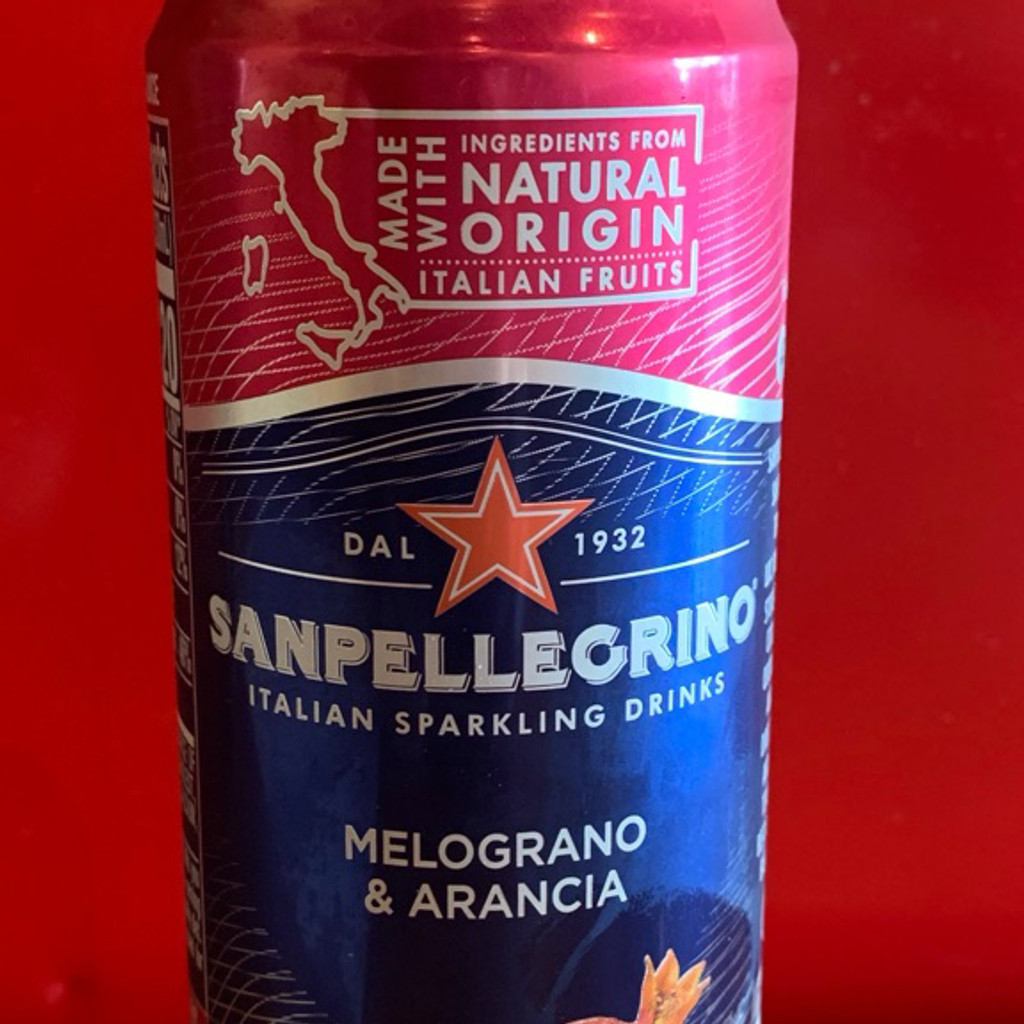 MADE
WITH
INGREDIENTS FROM
NATURAL
ORIGIN
ITALIAN FRUITS
DAL 1932
SANPELLEGRINO
ITALIAN SPARKLING DRINKS
MELOGRANO
& ARANCIA